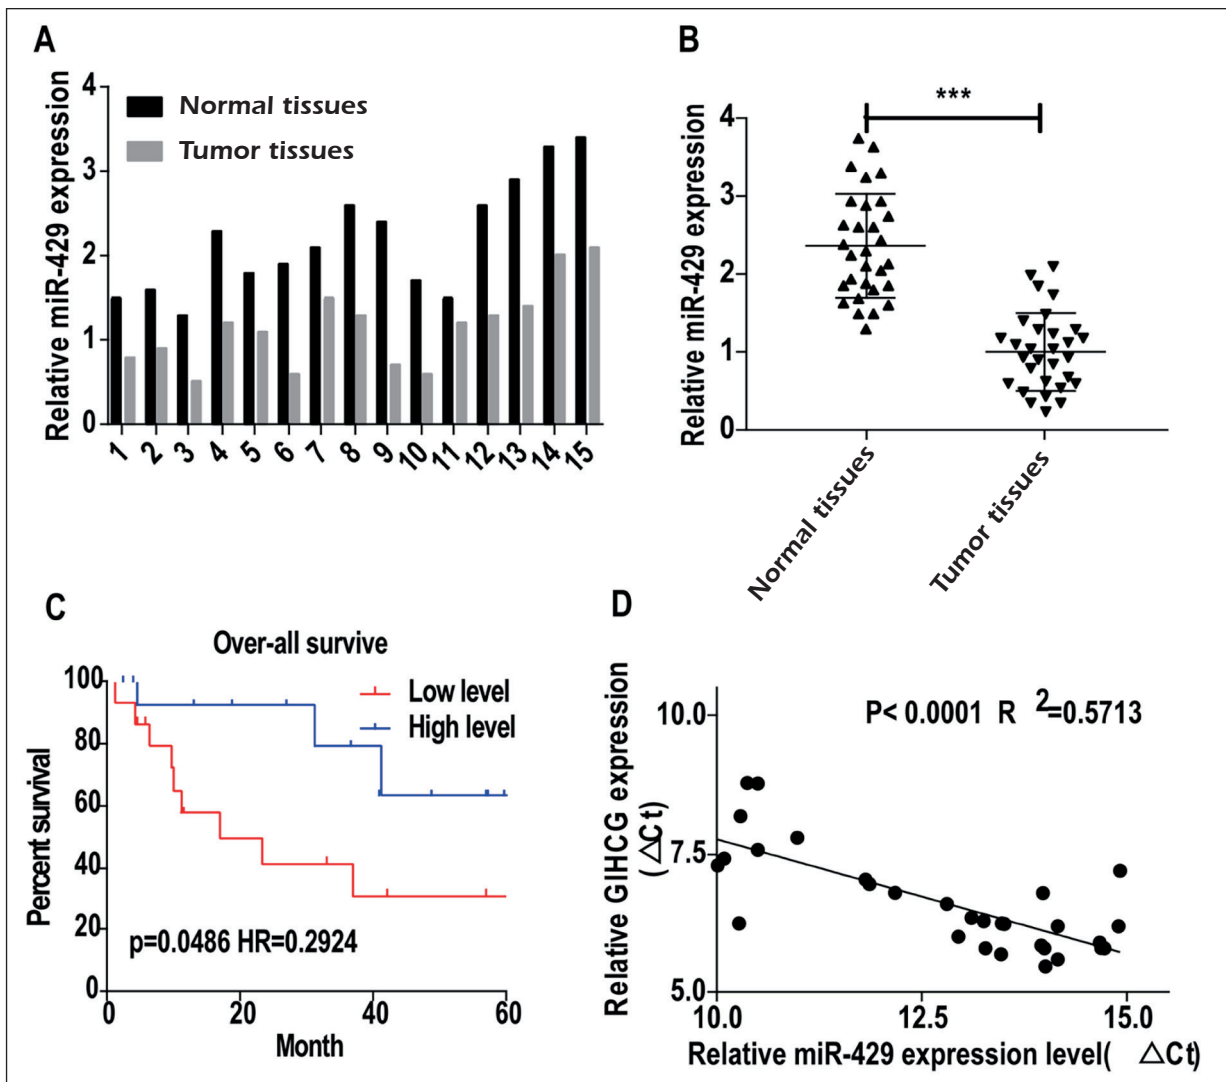 A
Relative miR-429 expression
4
3
2
1
0
Normal tissues
Tumor tissues
1 2 3 4 5 6 7 8 9 10 11 12 13 14 15
B
Relative miR-429 expression
4
3
2
1
0
***
Normal tissues
Tumor tissues
C
Over-all survive
Percent survival
100
80
60
40
20
0
Low level
High level
p=0.0486 HR=0.2924
0 20 40 60
Month
D
Relative GIHCG expression
(△Ct)
10.0
7.5
5.0
P< 0.0001 R 2=0.5713
10.0 12.5 15.0
Relative miR-429 expression level( △Ct)